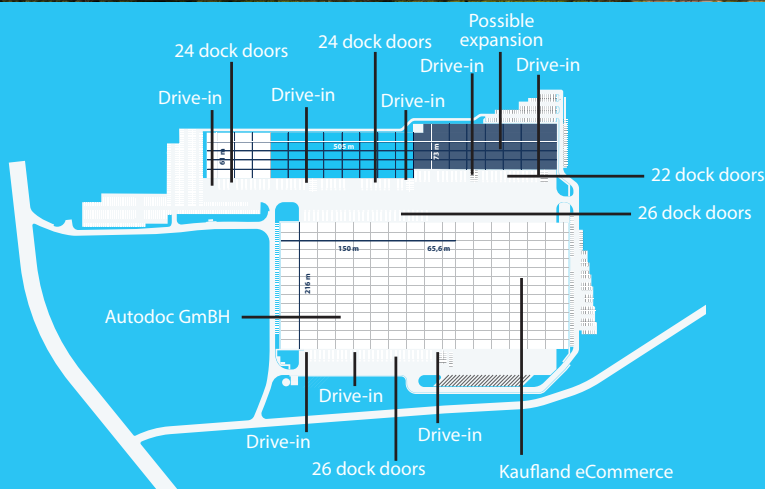 Possible
expansion
24 dock doors
24 dock doors
Drive-in
Drive-in
Drive-in
Drive-in
Drive-in
505 m
61 m
73 m
22 dock doors
26 dock doors
150 m
65,6 m
216 m
Autodoc GmBH
Drive-in
Drive-in
Drive-in
26 dock doors
Kaufland eCommerce